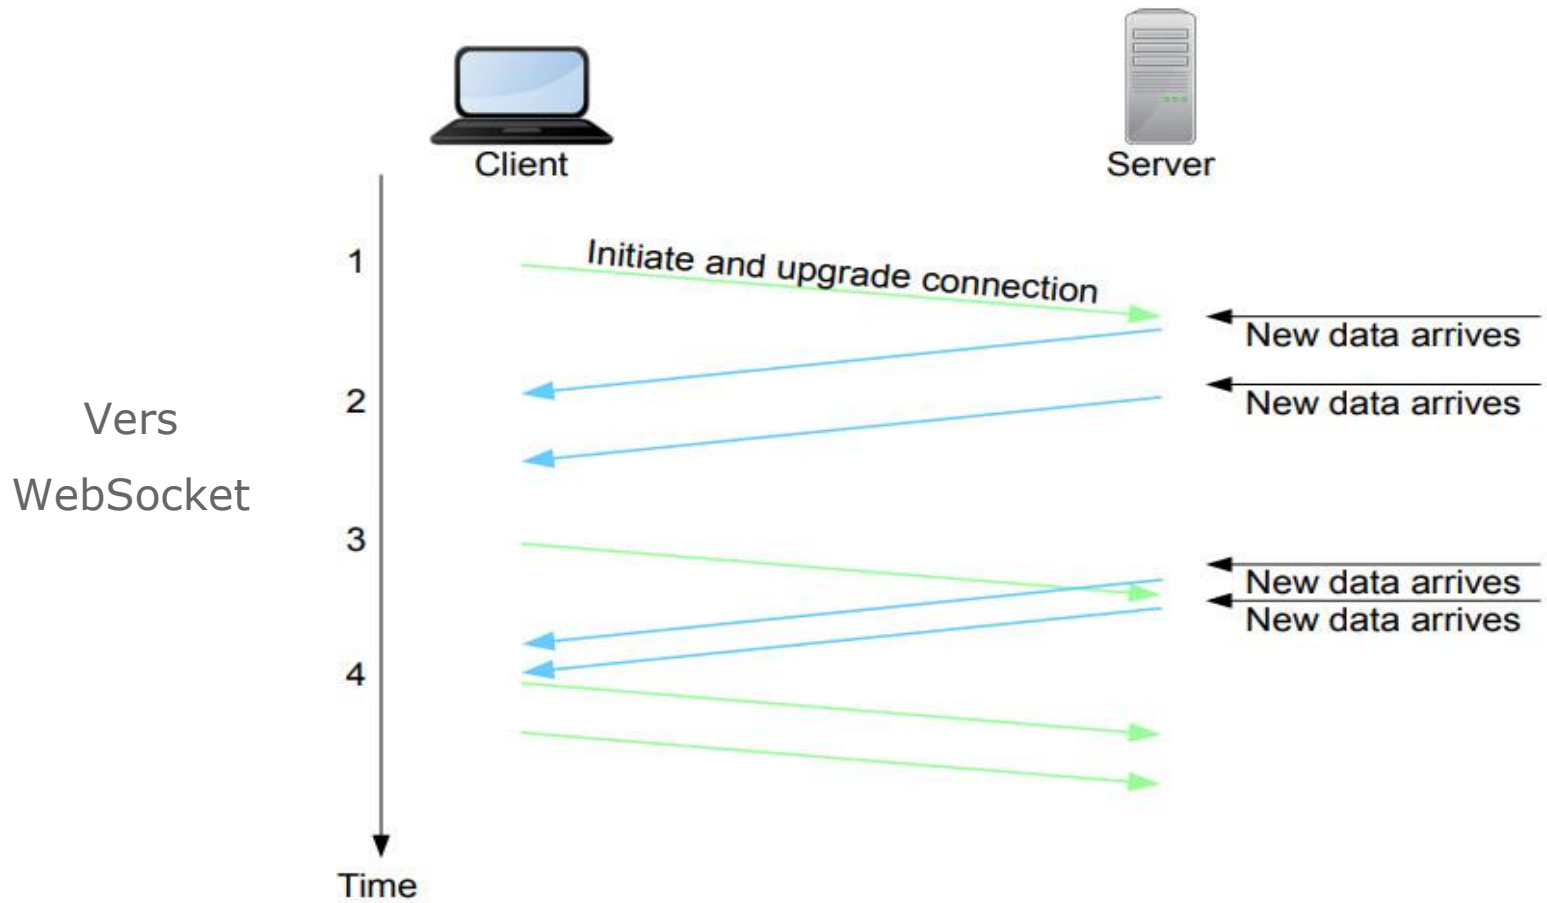 Client
Server
1
Initiate and upgrade connection
New data arrives
2
New data arrives
Vers
WebSocket
3
New data arrives
New data arrives
4
Time